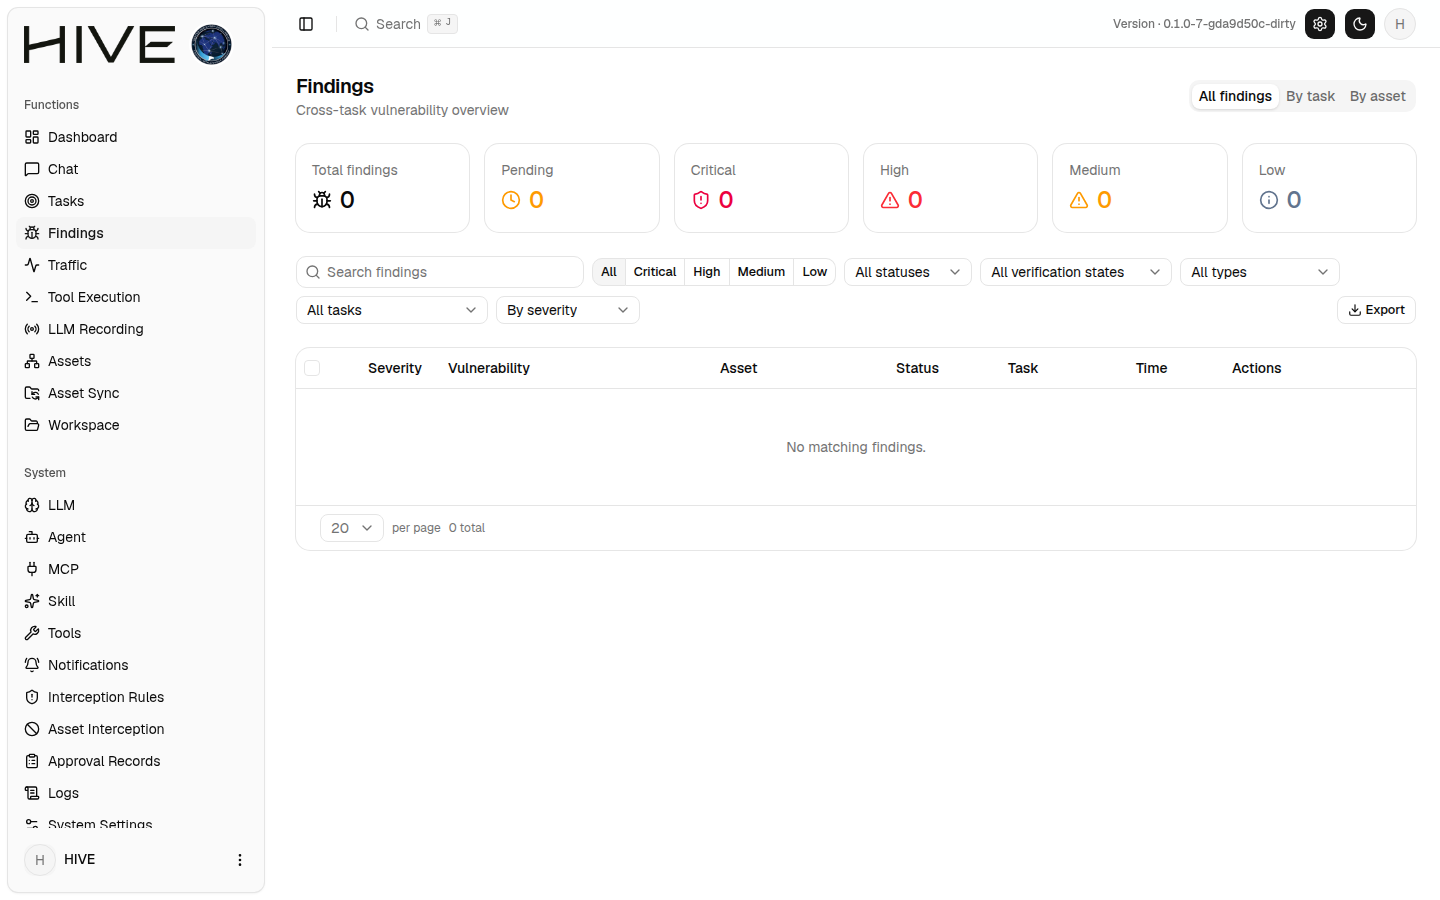 HIVE
Functions
Dashboard
Chat
Tasks
Findings
Traffic
Tool Execution
LLM Recording
Assets
Asset Sync
Workspace
System
LLM
Agent
MCP
Skill
Tools
Notifications
Interception Rules
Asset Interception
Approval Records
Logs
System Settings
H HIVE
Search ⌘ J
Version · 0.1.0-7-gda9d50c-dirty H
Findings
Cross-task vulnerability overview
All findings By task By asset
Total findings Pending Critical High Medium Low
0 0 0 0 0 0
Search findings All Critical High Medium Low All statuses All verification states All types
All tasks By severity Export
Severity Vulnerability Asset Status Task Time Actions
No matching findings.
20 per page 0 total